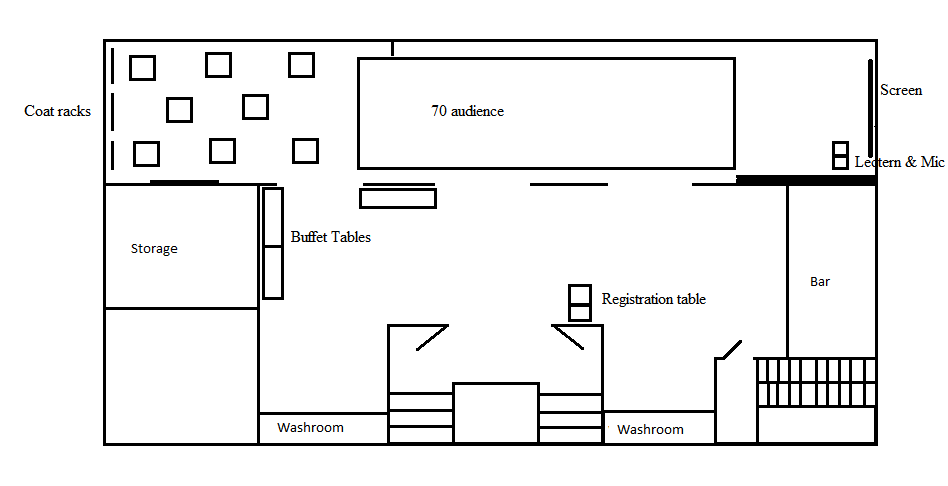 Screen
Coat racks
70 audience
Lectern & Mic
Buffet Tables
Storage
Bar
Registration table
Washroom
Washroom